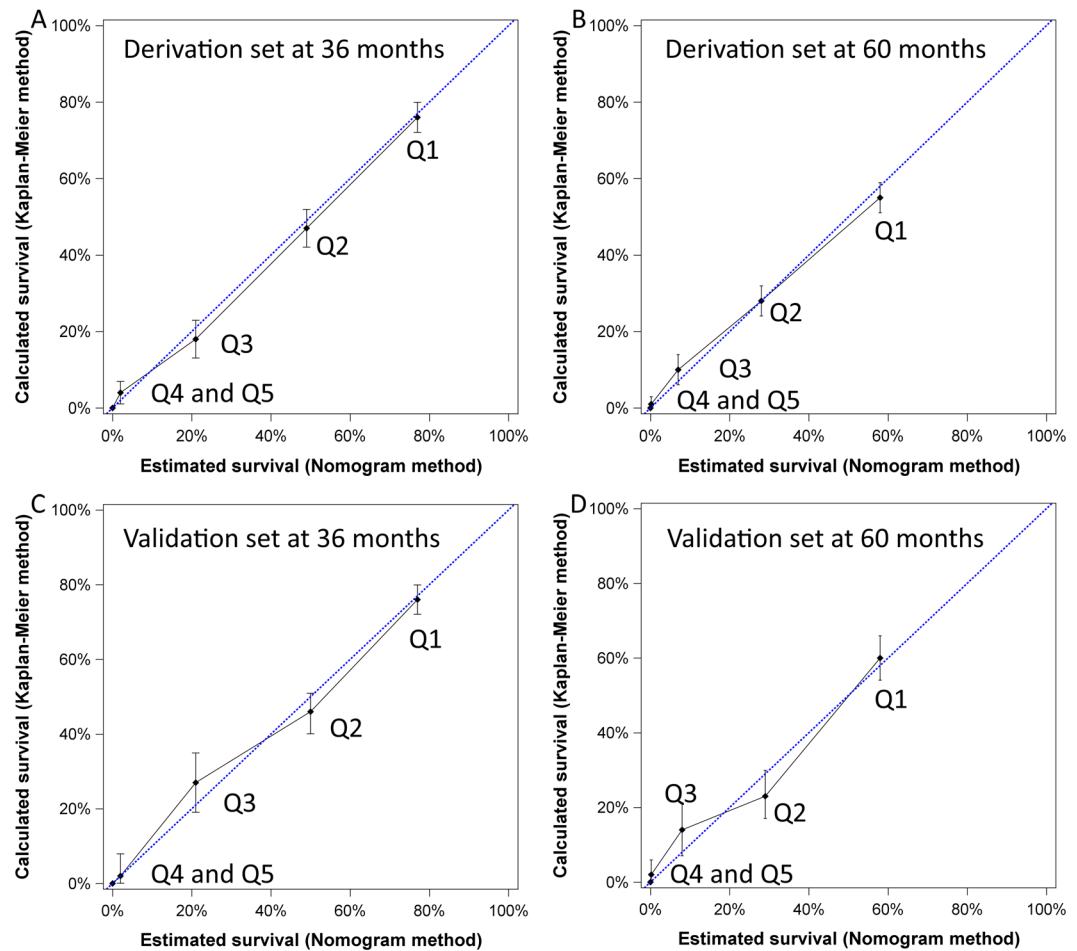 A
Derivation set at 36 months
Calculated survival (Kaplan-Meier method)
100%
80%
60%
40%
20%
0%
Q1
Q2
Q3
Q4 and Q5
0% 20% 40% 60% 80% 100%
Estimated survival (Nomogram method)
B
Derivation set at 60 months
Calculated survival (Kaplan-Meier method)
100%
80%
60%
40%
20%
0%
Q1
Q2
Q3
Q4 and Q5
0% 20% 40% 60% 80% 100%
Estimated survival (Nomogram method)
C
Validation set at 36 months
Calculated survival (Kaplan-Meier method)
100%
80%
60%
40%
20%
0%
Q1
Q2
Q3
Q4 and Q5
0% 20% 40% 60% 80% 100%
Estimated survival (Nomogram method)
D
Validation set at 60 months
Calculated survival (Kaplan-Meier method)
100%
80%
60%
40%
20%
0%
Q1
Q3
Q2
Q4 and Q5
0% 20% 40% 60% 80% 100%
Estimated survival (Nomogram method)